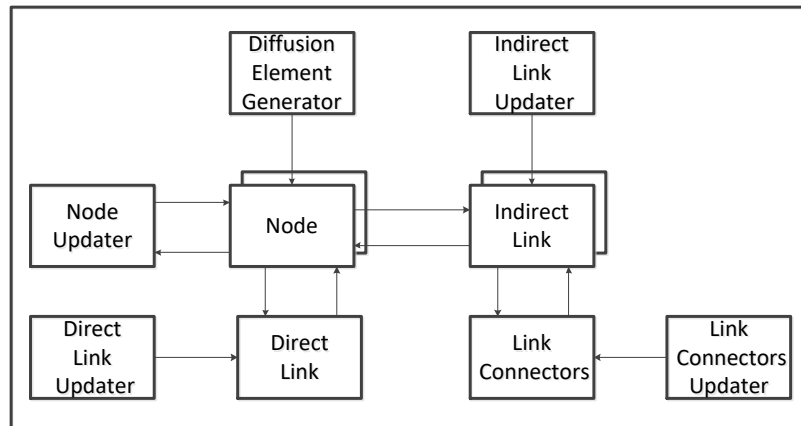 Diffusion
Element
Generator
Indirect
Link
Updater
Node
Updater
Node
Indirect
Link
Direct
Link
Updater
Direct
Link
Link
Connectors
Link
Connectors
Updater